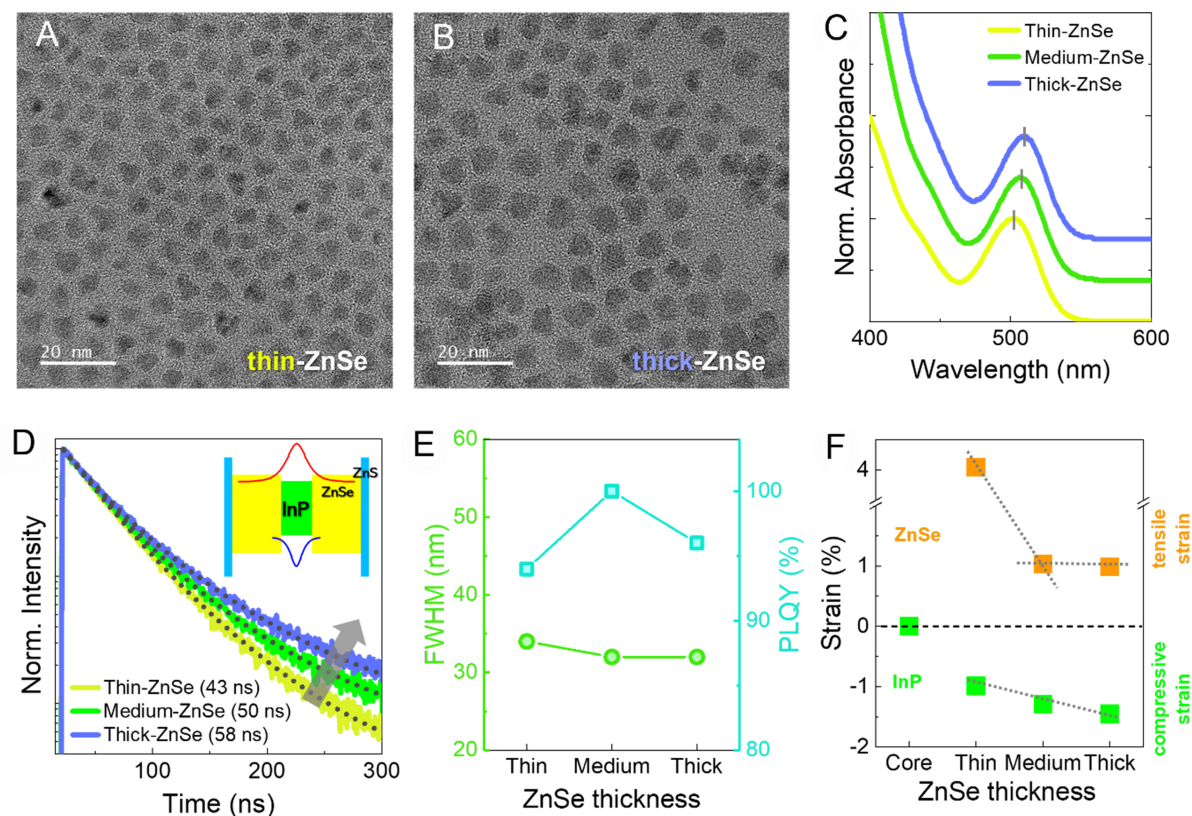 A
20 nm
thin-ZnSe
B
20 nm
thick-ZnSe
C
Thin-ZnSe
Medium-ZnSe
Thick-ZnSe
Norm. Absorbance
400
500
600
Wavelength (nm)
D
ZnS
ZnSe
InP
Norm. Intensity
Thin-ZnSe (43 ns)
Medium-ZnSe (50 ns)
Thick-ZnSe (58 ns)
100
200
300
Time (ns)
E
60
50
40
30
20
FWHM (nm)
100
90
80
PLQY (%)
Thin Medium Thick
ZnSe thickness
F
4
1
0
-1
-2
Strain (%)
ZnSe
InP
tensile
strain
compressive
strain
Core Thin Medium Thick
ZnSe thickness